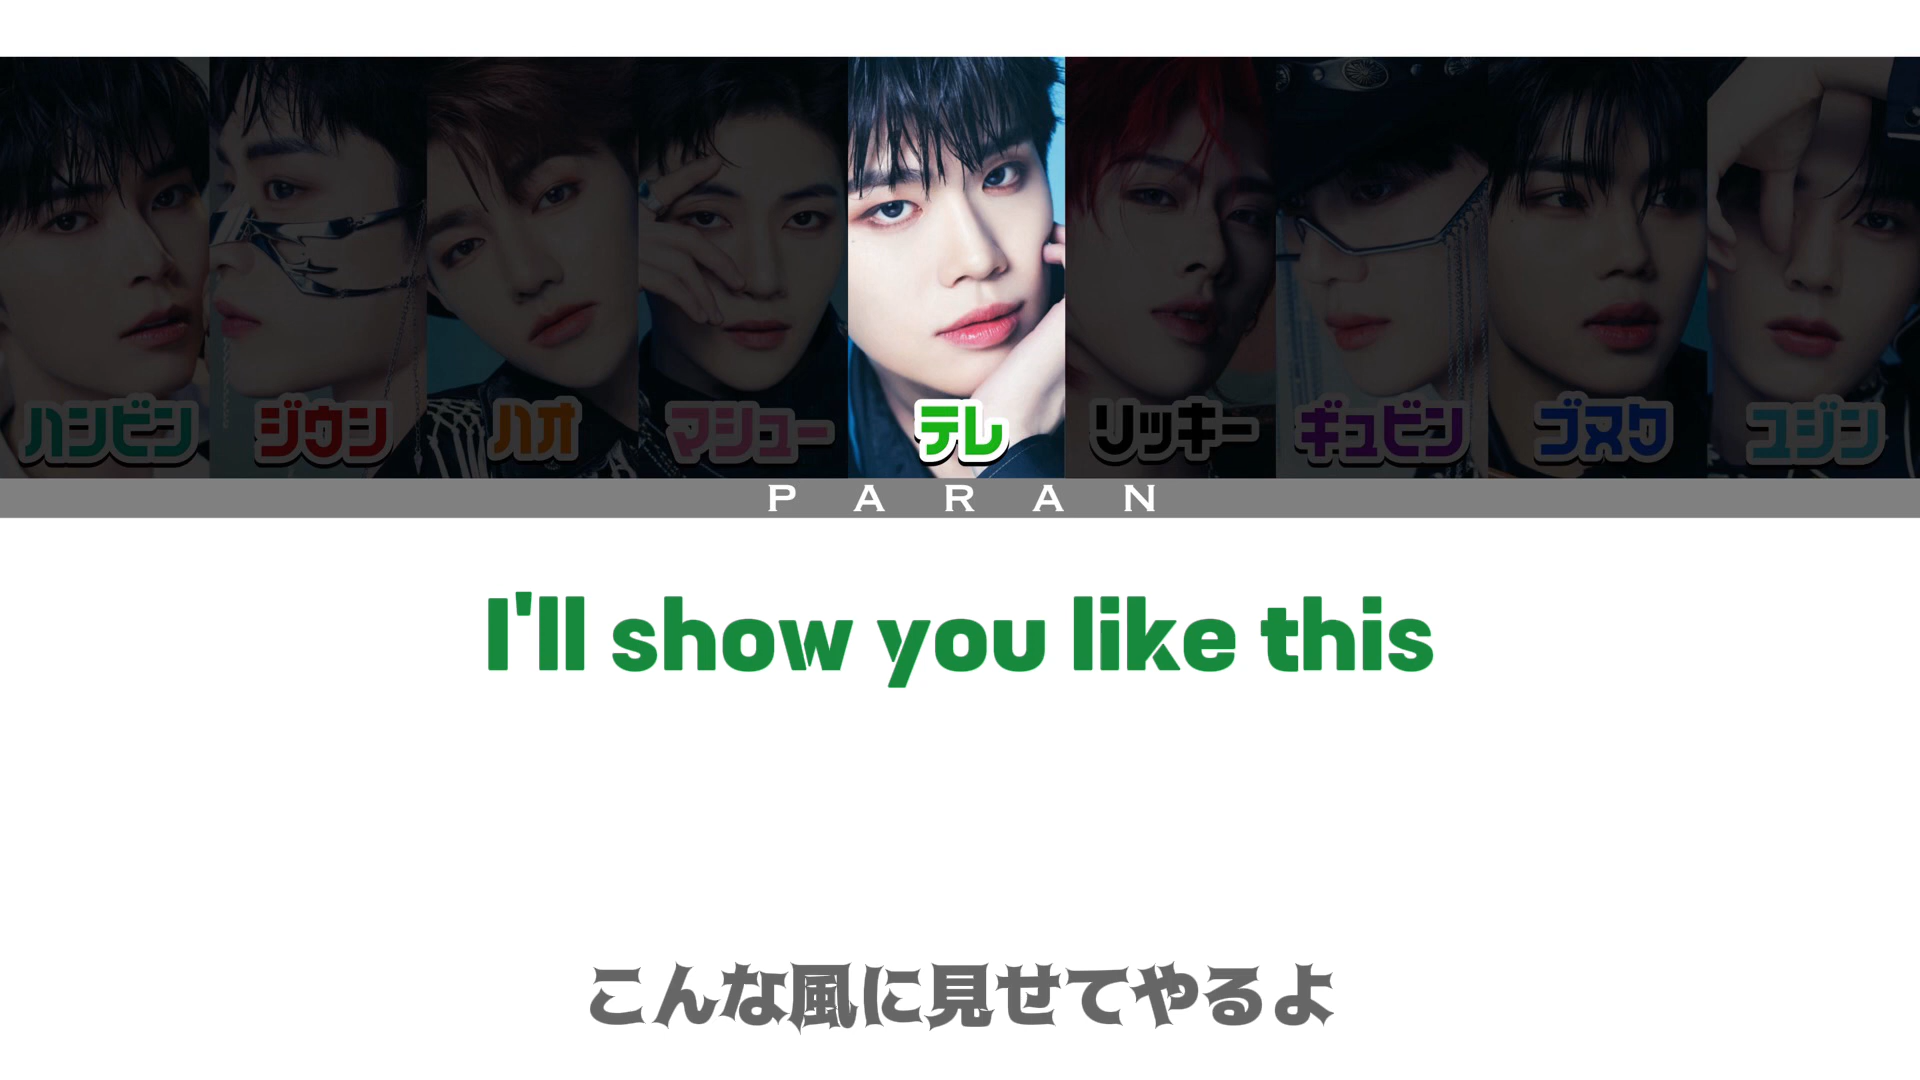 ハンビン ジウン ハオ マシュー テレ リッキー ギュビン ゴヌク ユジン
PARAN
I'll show you like this
こんな風に見せてやるよ